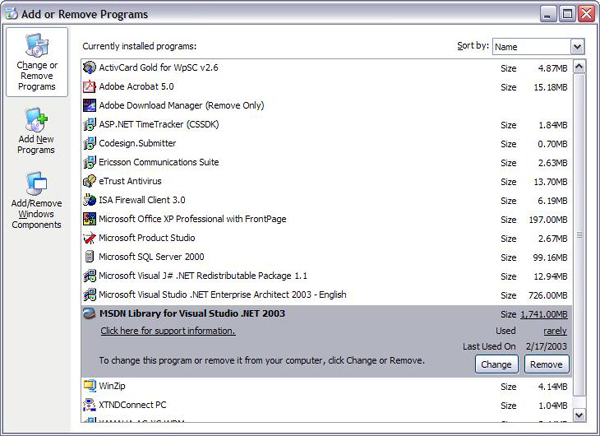 Add or Remove Programs
Change or
Remove
Programs
Add New
Programs
Add/Remove
Windows
Components
Currently installed programs:
Sort by: Name
ActivCard Gold for WpSC v2.6 Size 4.87MB
Adobe Acrobat 5.0 Size 15.18MB
Adobe Download Manager (Remove Only)
ASP.NET TimeTracker (CSSDK) Size 1.84MB
Codesign.Submitter Size 0.70MB
Ericsson Communications Suite Size 2.63MB
eTrust Antivirus Size 13.70MB
ISA Firewall Client 3.0 Size 6.19MB
Microsoft Office XP Professional with FrontPage Size 197.00MB
Microsoft Product Studio Size 2.67MB
Microsoft SQL Server 2000 Size 99.16MB
Microsoft Visual J# .NET Redistributable Package 1.1 Size 12.94MB
Microsoft Visual Studio .NET Enterprise Architect 2003 - English Size 726.00MB
MSDN Library for Visual Studio .NET 2003 Size 1,741.00MB
Click here for support information. Used rarely
Last Used On 2/17/2003
To change this program or remove it from your computer, click Change or Remove. Change Remove
WinZip Size 4.14MB
XTNDConnect PC Size 1.04MB